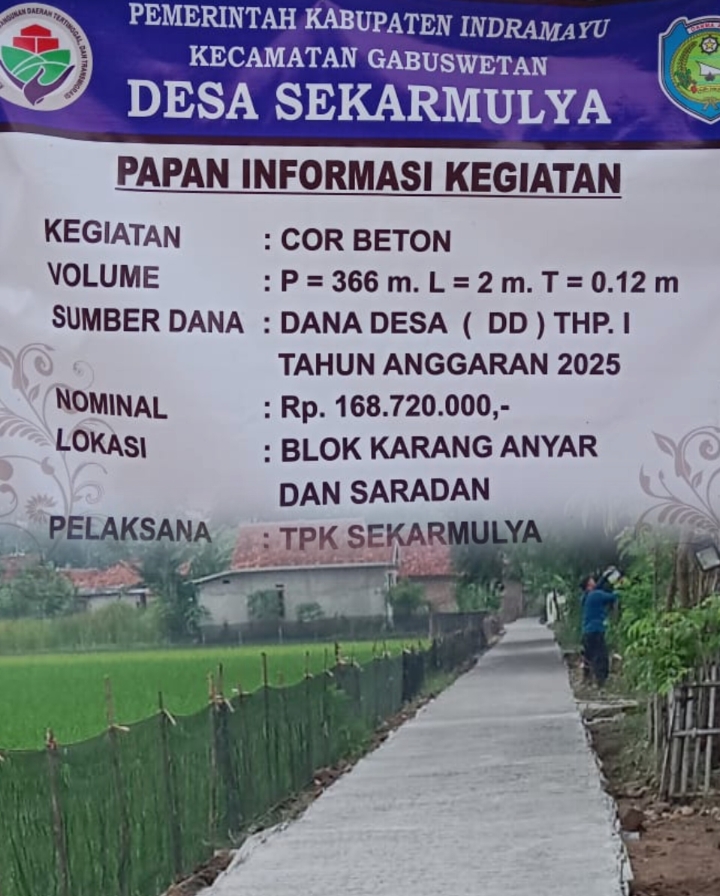 PEMERINTAH KABUPATEN INDRAMAYU
KECAMATAN GABUSWETAN
DESA SEKARMULYA
PAPAN INFORMASI KEGIATAN
KEGIATAN : COR BETON
VOLUME : P = 366 m. L = 2 m. T = 0.12 m
SUMBER DANA : DANA DESA ( DD ) THP. I
TAHUN ANGGARAN 2025
NOMINAL : Rp. 168.720.000,-
LOKASI : BLOK KARANG ANYAR
DAN SARADAN
PELAKSANA : TPK SEKARMULYA